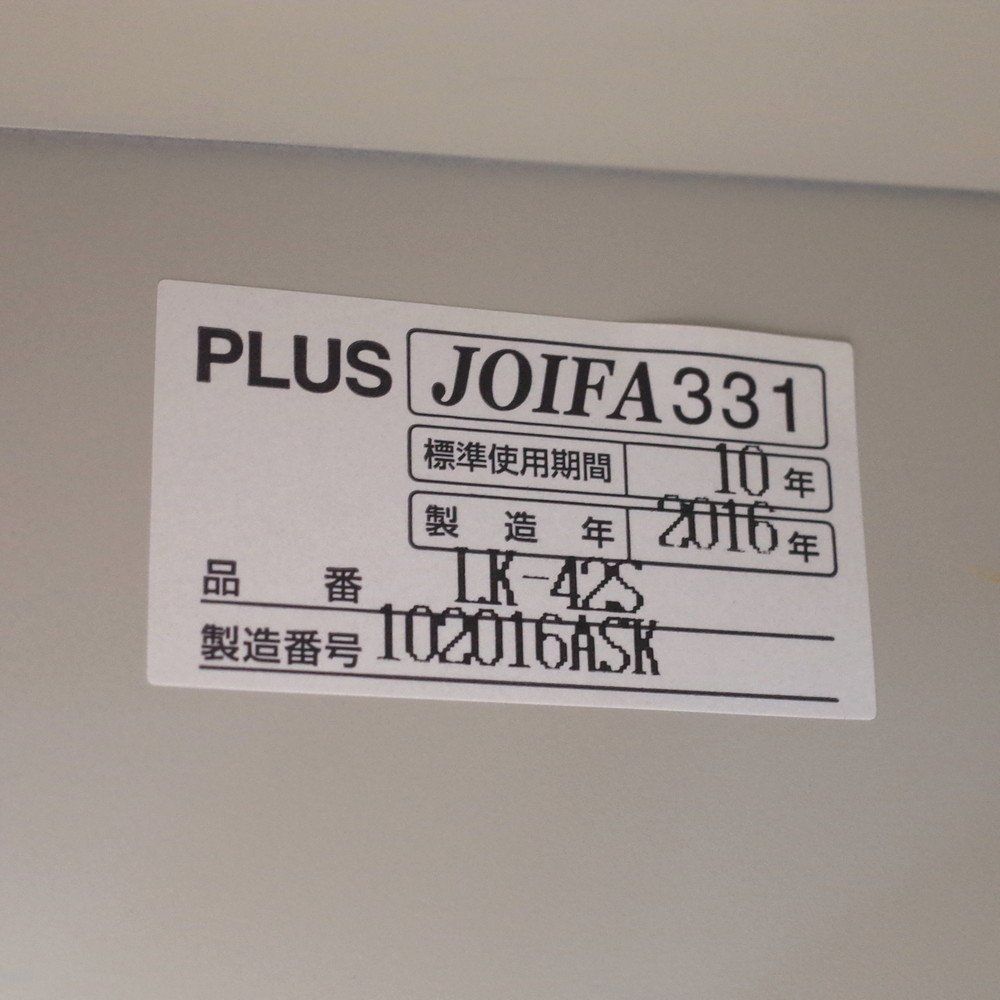 PLUS JOIFA331
標準使用期間 10年
製造年 2016年
品番 LK-42S
製造番号 102016ASK